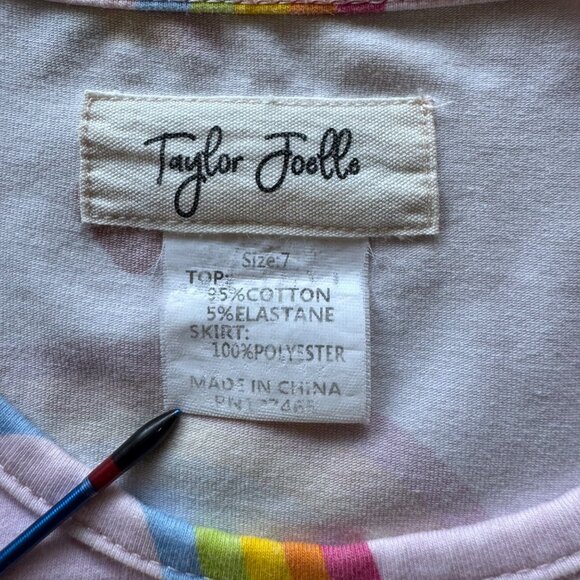 Taylor Joelle
Size:7
TOP:
95%COTTON
5%ELASTANE
SKIRT:
100%POLYESTER
MADE IN CHINA